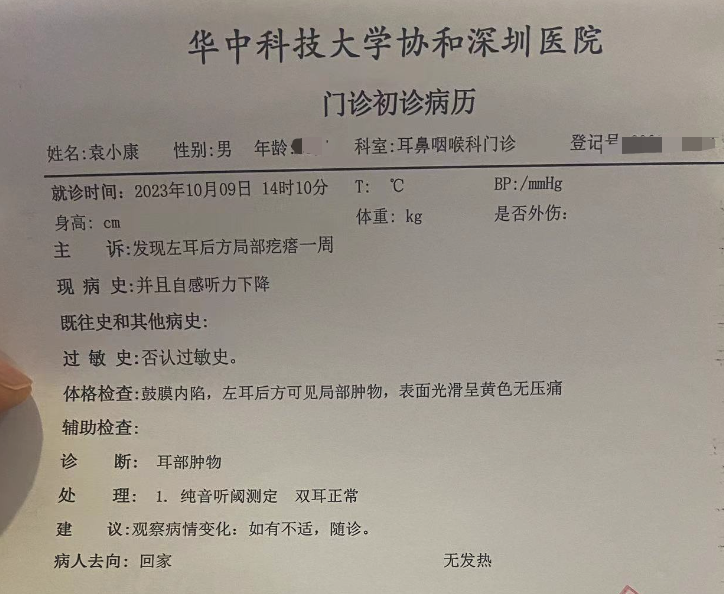 华中科技大学协和深圳医院
门诊初诊病历
姓名:袁小康 性别:男 年龄: 科室:耳鼻咽喉科门诊 登记号
就诊时间: 2023年10月09日 14时10分 T: ℃ BP:/mmHg
身高: cm 体重: kg 是否外伤:
主 诉:发现左耳后方局部疙瘩一周
现 病 史:并且自感听力下降
既往史和其他病史:
过 敏 史:否认过敏史。
体格检查:鼓膜内陷，左耳后方可见局部肿物，表面光滑呈黄色无压痛
辅助检查:
诊 断: 耳部肿物
处 理: 1. 纯音听阈测定 双耳正常
建 议:观察病情变化: 如有不适，随诊。
病人去向: 回家 无发热